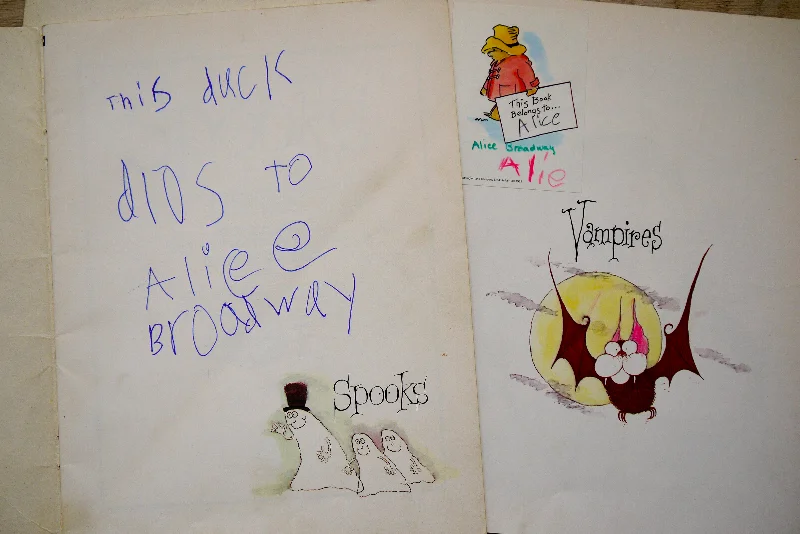 This duck
dios to
Aliee
Broadway
Spooks
This Book
Belongs to...
Alice
Alice Broadway
Alie
Vampires